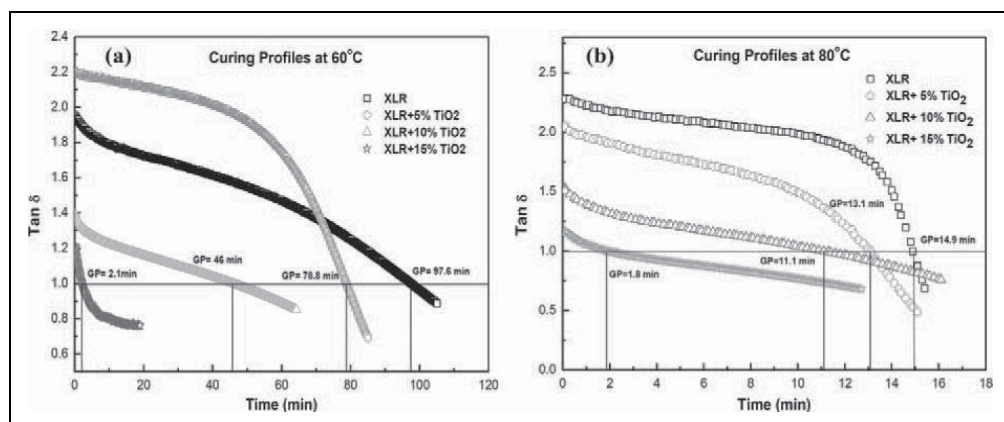 (a)
Curing Profiles at 60°C
XLR
XLR+5% TiO2
XLR+10% TiO2
XLR+15% TiO2
GP= 2.1min
GP= 46 min
GP= 78.8 min
GP=97.6 min
Tan δ
2.4
2.2
2.0
1.8
1.6
1.4
1.2
1.0
0.8
0.6
0 20 40 60 80 100 120
Time (min)
(b)
Curing Profiles at 80°C
XLR
XLR+ 5% TiO₂
XLR+ 10% TiO₂
XLR+ 15% TiO₂
GP=13.1 min
GP=14.9 min
GP=11.1 min
GP=1.8 min
Tan δ
2.5
2.0
1.5
1.0
0.5
0.0
0 2 4 6 8 10 12 14 16 18
Time (min)